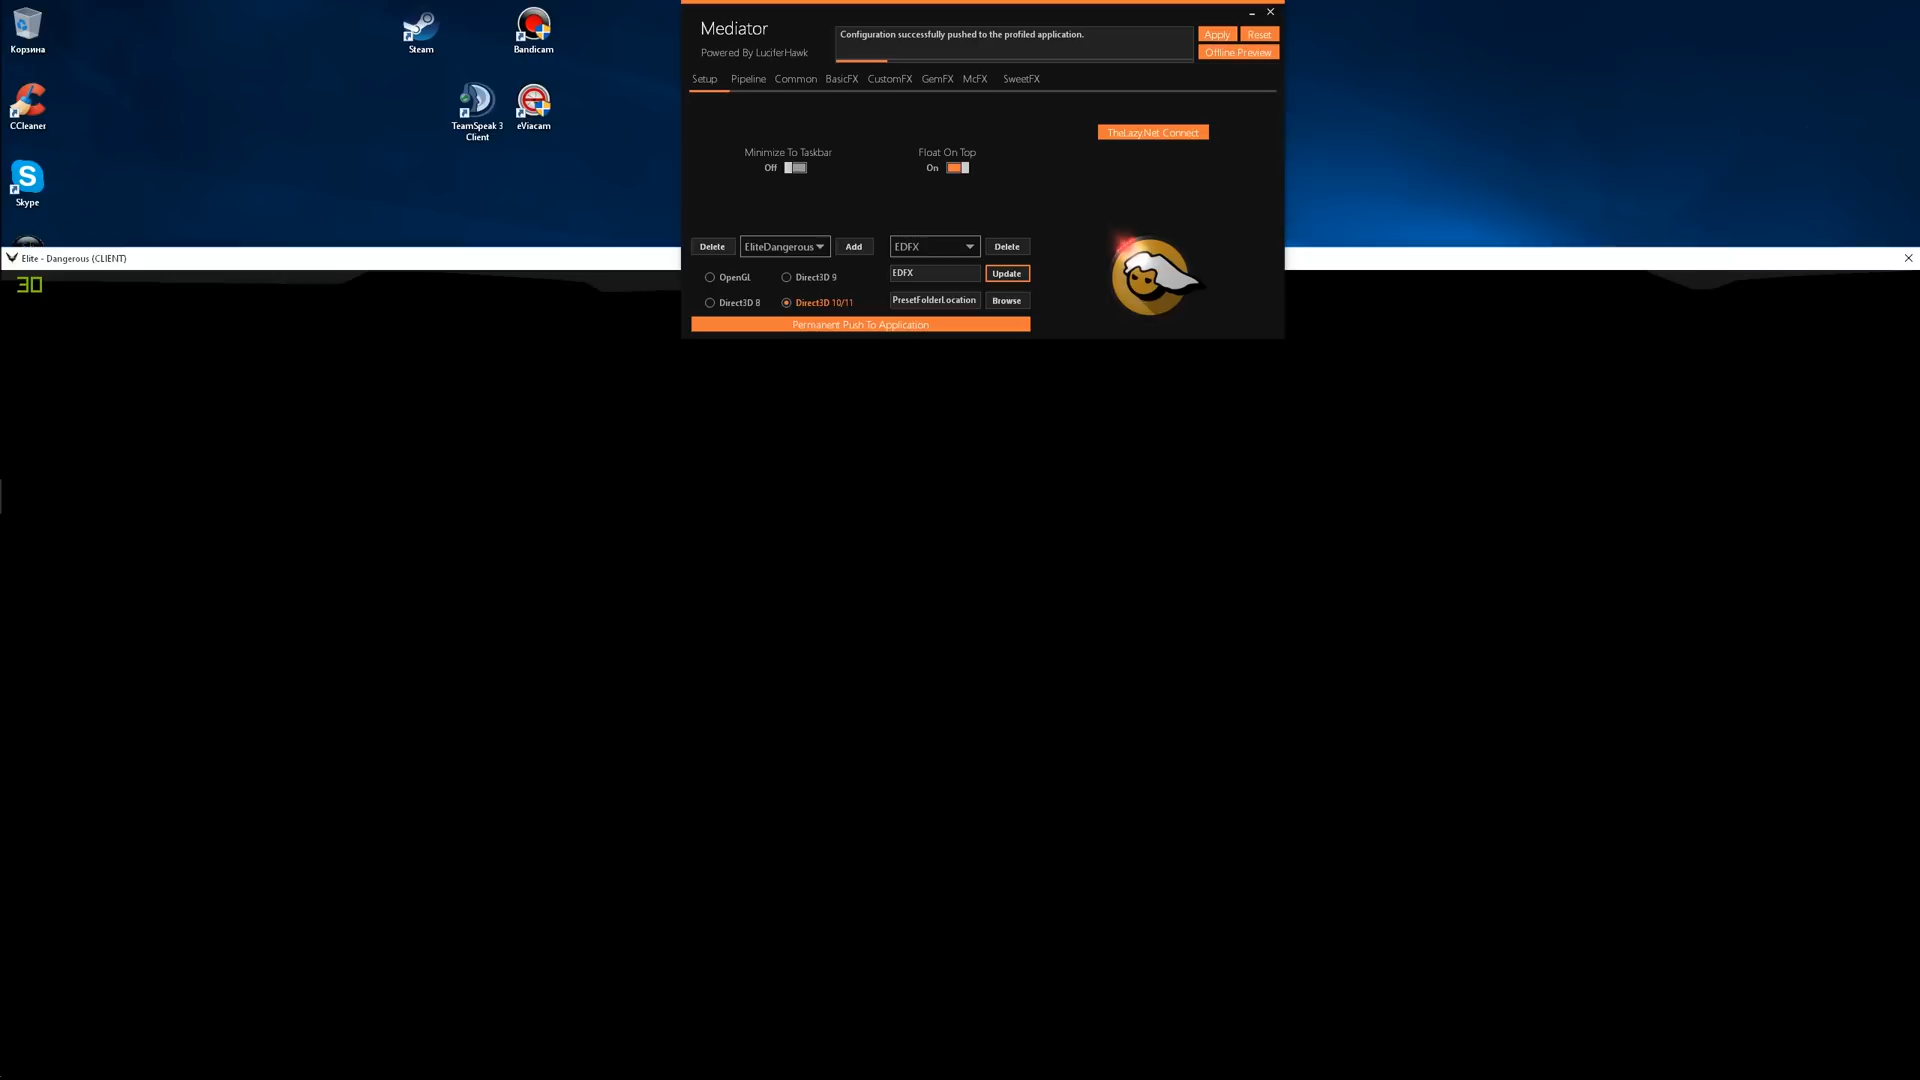 Корзина
Steam
Bandicam
CCleaner
TeamSpeak 3
Client
eViacam
Skype
S
Elite - Dangerous (CLIENT)
30
Mediator
Powered By LuciferHawk
Configuration successfully pushed to the profiled application.
Apply
Reset
Offline Preview
Setup
Pipeline
Common
BasicFX
CustomFX
GemFX
McFX
SweetFX
TheLazy.Net Connect
Minimize To Taskbar
Off
Float On Top
On
Delete
EliteDangerous
Add
EDFX
Delete
OpenGL
Direct3D 9
EDFX
Update
Direct3D 8
Direct3D 10/11
PresetFolderLocation
Browse
Permanent Push To Application